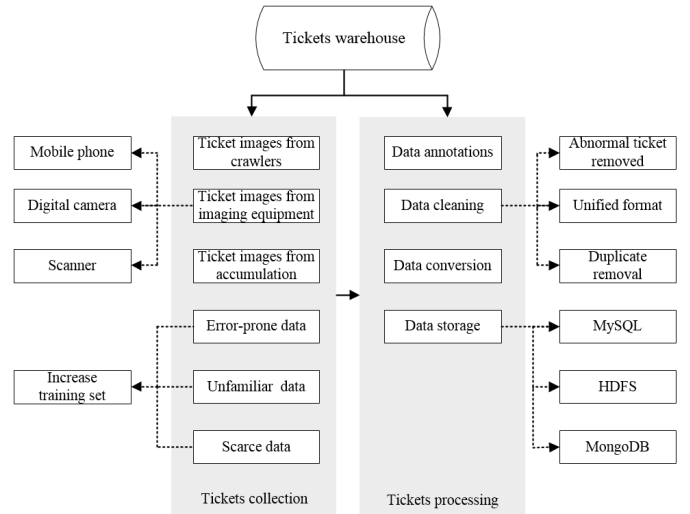 Tickets warehouse
Mobile phone
Digital camera
Scanner
Increase
training set
Ticket images from
crawlers
Ticket images from
imaging equipment
Ticket images from
accumulation
Error-prone data
Unfamiliar data
Scarce data
Tickets collection
Data annotations
Data cleaning
Data conversion
Data storage
Tickets processing
Abnormal ticket
removed
Unified format
Duplicate
removal
MySQL
HDFS
MongoDB